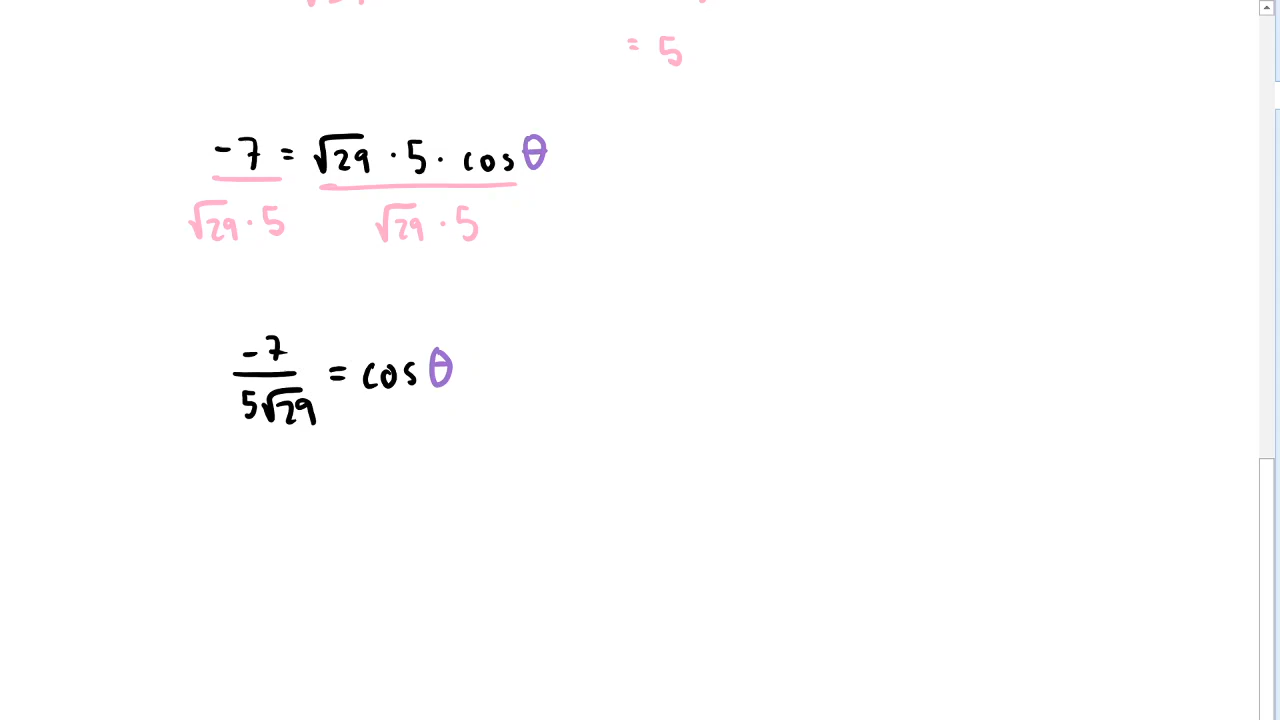 = 5
-7 = √29 · 5 · cos θ
√29 · 5 √29 · 5
-7
5√29 = cos θ